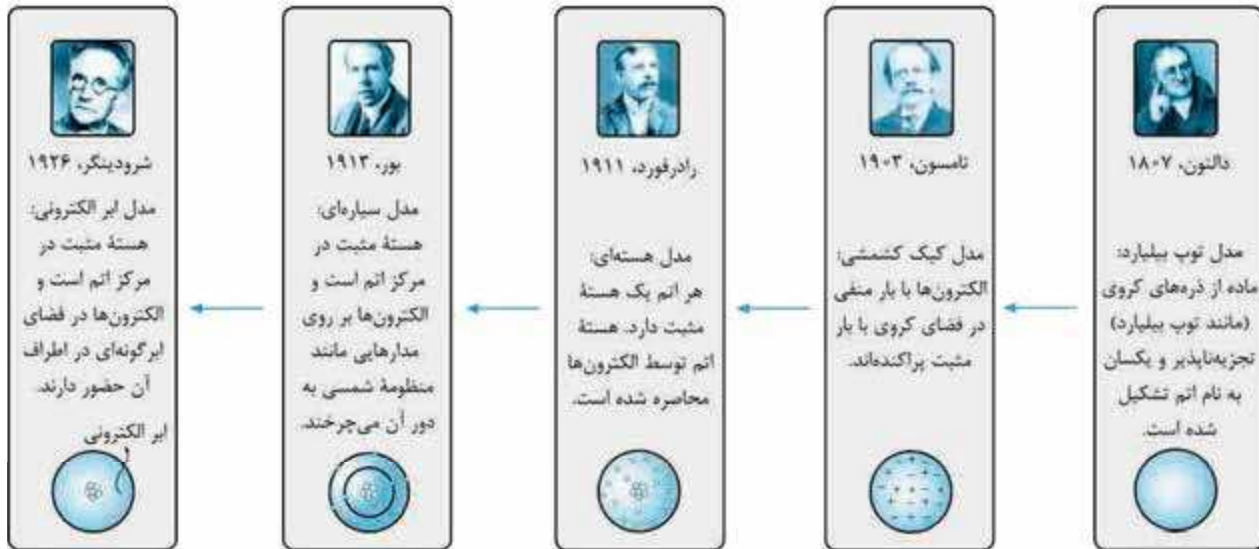 دالتون، ۱۸۰۷
مدل توپ بیلیارد:
ماده از ذره‌های کروی
(مانند توپ بیلیارد)
تجزیه‌ناپذیر و یکسان
به نام اتم تشکیل
شده است.
تامسون، ۱۹۰۳
مدل کیک کشمشی:
الکترون‌ها با بار منفی
در فضای کروی با بار
مثبت پراکنده‌اند.
رادرفورد، ۱۹۱۱
مدل هسته‌ای:
هر اتم یک هستهٔ
مثبت دارد. هستهٔ
اتم توسط الکترون‌ها
محاصره شده است.
بور، ۱۹۱۳
مدل سیاره‌ای:
هستهٔ مثبت در
مرکز اتم است و
الکترون‌ها بر روی
مدارهایی مانند
منظومهٔ شمسی به
دور آن می‌چرخند.
شرودینگر، ۱۹۲۶
مدل ابر الکترونی:
هستهٔ مثبت در
مرکز اتم است و
الکترون‌ها در فضای
ابرگونه‌ای در اطراف
آن حضور دارند.
ابر الکترونی